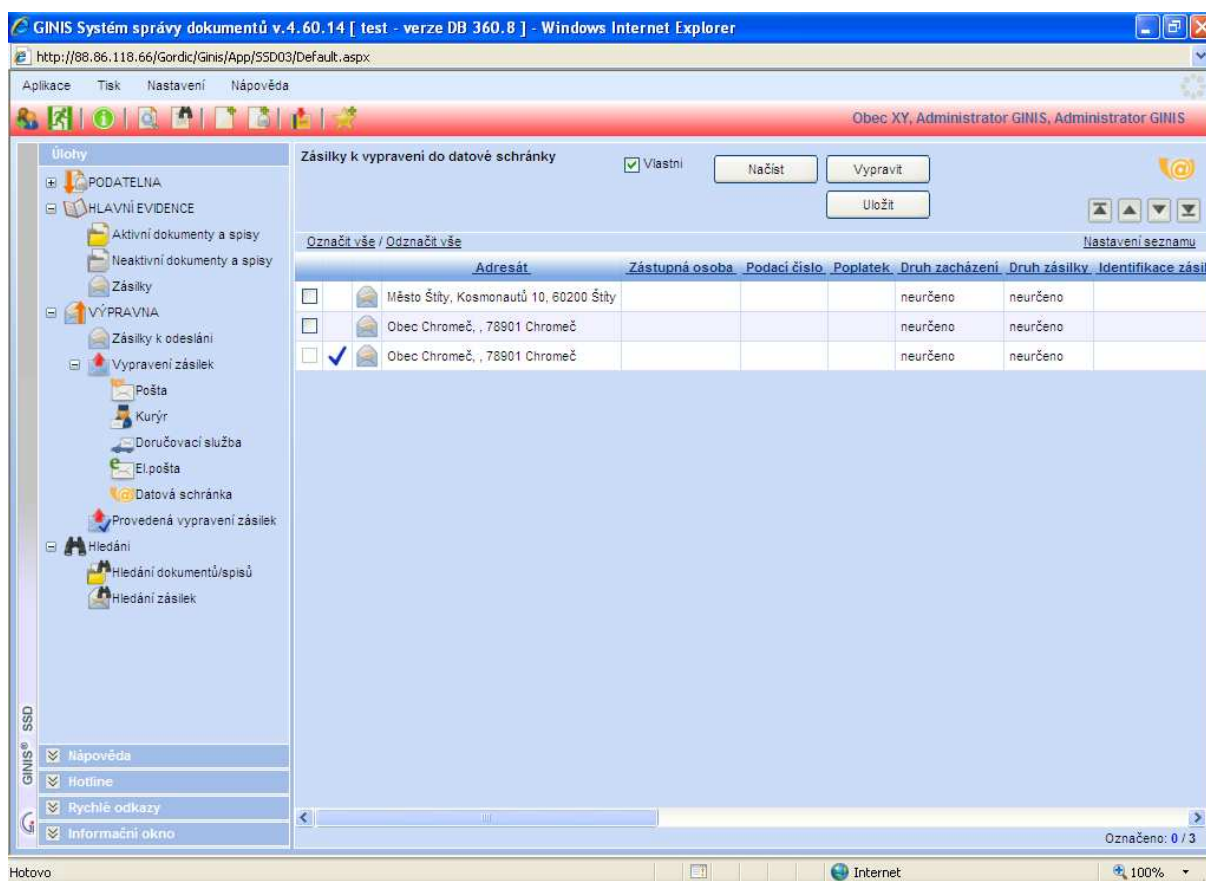 GINIS Systém správy dokumentů v.4.60.14 [ test - verze DB 360.8 ] - Windows Internet Explorer
http://88.86.118.66/Gordic/Ginis/App/SSD03/Default.aspx
Aplikace Tisk Nastavení Nápověda
Obec XY, Administrator GINIS, Administrator GINIS
Úlohy
PODATELNA
HLAVNÍ EVIDENCE
Aktivní dokumenty a spisy
Neaktivní dokumenty a spisy
Zásilky
VÝPRAVNA
Zásilky k odeslání
Vypravení zásilek
Pošta
Kurýr
Doručovací služba
El.pošta
Datová schránka
Provedená vypravení zásilek
Hledání
Hledání dokumentů/spisů
Hledání zásilek
GINIS® SSD
Nápověda
Hotline
Rychlé odkazy
Informační okno
Zásilky k vypravení do datové schránky
Vlastní
Načíst
Vypravit
Uložit
Označit vše / Odznačit vše
Nastavení seznamu
Adresát Zástupná osoba Podací číslo Poplatek Druh zacházení Druh zásilky Identifikace zásil
Město Štíty, Kosmonautů 10, 60200 Štíty neurčeno neurčeno
Obec Chromeč, , 78901 Chromeč neurčeno neurčeno
Obec Chromeč, , 78901 Chromeč neurčeno neurčeno
Označeno: 0 / 3
Hotovo
Internet
100%